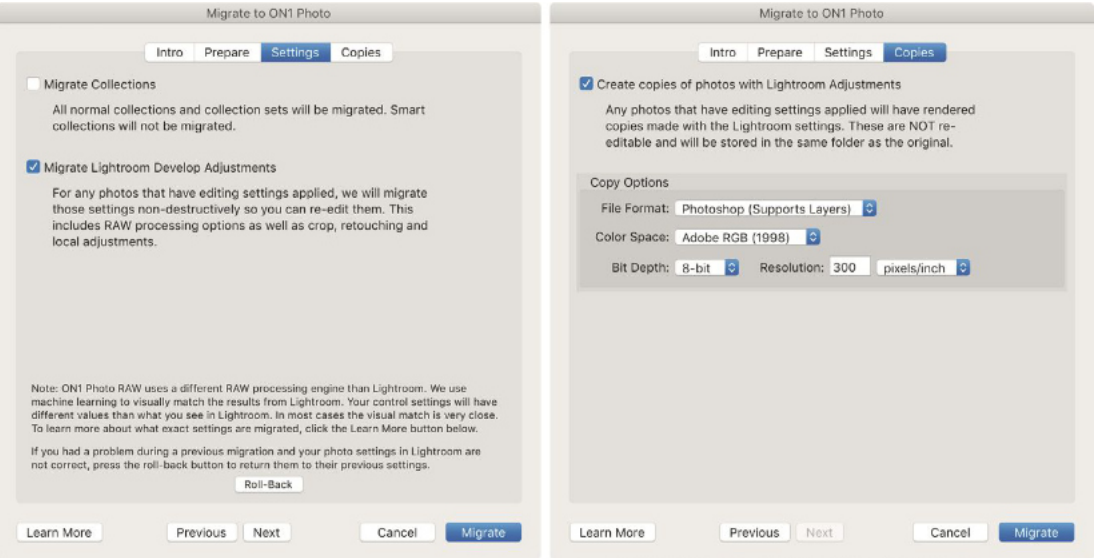 Migrate to ON1 Photo
Intro Prepare Settings Copies
Migrate Collections
All normal collections and collection sets will be migrated. Smart
collections will not be migrated.
Migrate Lightroom Develop Adjustments
For any photos that have editing settings applied, we will migrate
those settings non-destructively so you can re-edit them. This
includes RAW processing options as well as crop, retouching and
local adjustments.
Note: ON1 Photo RAW uses a different RAW processing engine than Lightroom. We use
machine learning to visually match the results from Lightroom. Your control settings will have
different values than what you see in Lightroom. In most cases the visual match is very close.
To learn more about what exact settings are migrated, click the Learn More button below.
If you had a problem during a previous migration and your photo settings in Lightroom are
not correct, press the roll-back button to return them to their previous settings.
Roll-Back
Learn More Previous Next Cancel Migrate
Migrate to ON1 Photo
Intro Prepare Settings Copies
Create copies of photos with Lightroom Adjustments
Any photos that have editing settings applied will have rendered
copies made with the Lightroom settings. These are NOT re-
editable and will be stored in the same folder as the original.
Copy Options
File Format: Photoshop (Supports Layers)
Color Space: Adobe RGB (1998)
Bit Depth: 8-bit Resolution: 300 pixels/inch
Learn More Previous Next Cancel Migrate